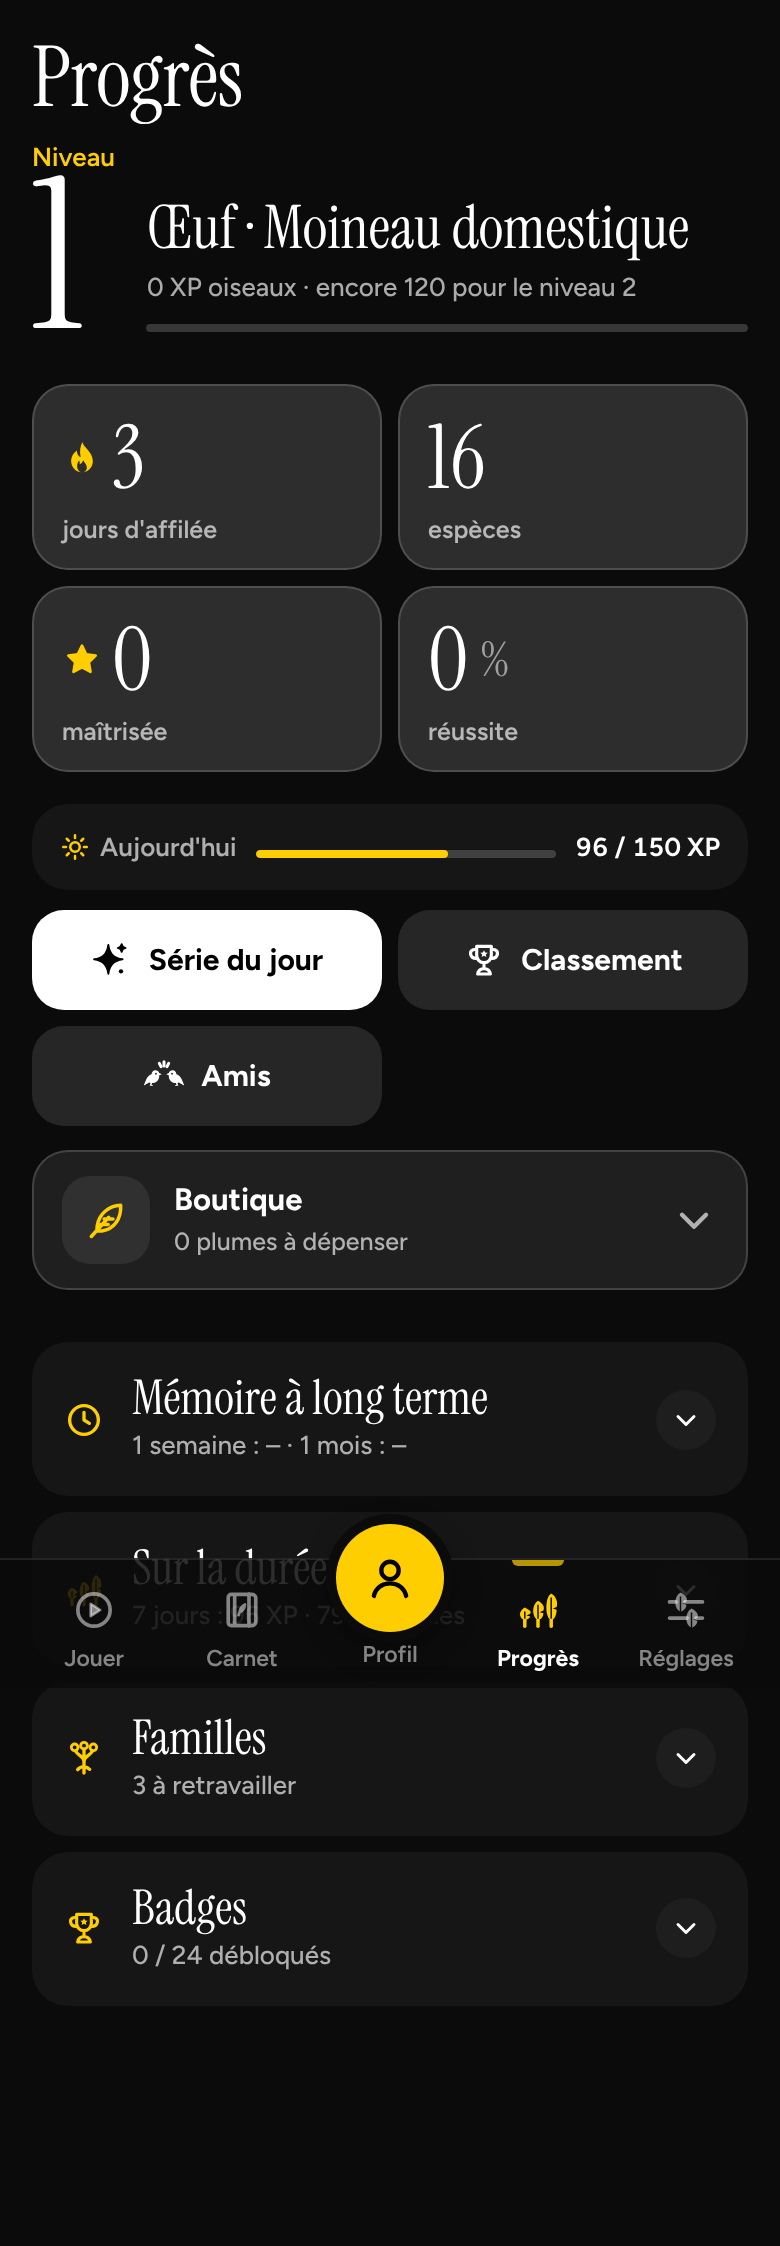 Progrès
Niveau
1
Œuf · Moineau domestique
0 XP oiseaux · encore 120 pour le niveau 2
3
jours d'affilée
16
espèces
0
maîtrisée
0 %
réussite
Aujourd'hui
96 / 150 XP
Série du jour
Classement
Amis
Boutique
0 plumes à dépenser
Mémoire à long terme
1 semaine : – · 1 mois : –
Sur la durée
7 jours : XP ·
Jouer
Carnet
Profil
Progrès
Réglages
Familles
3 à retravailler
Badges
0 / 24 débloqués